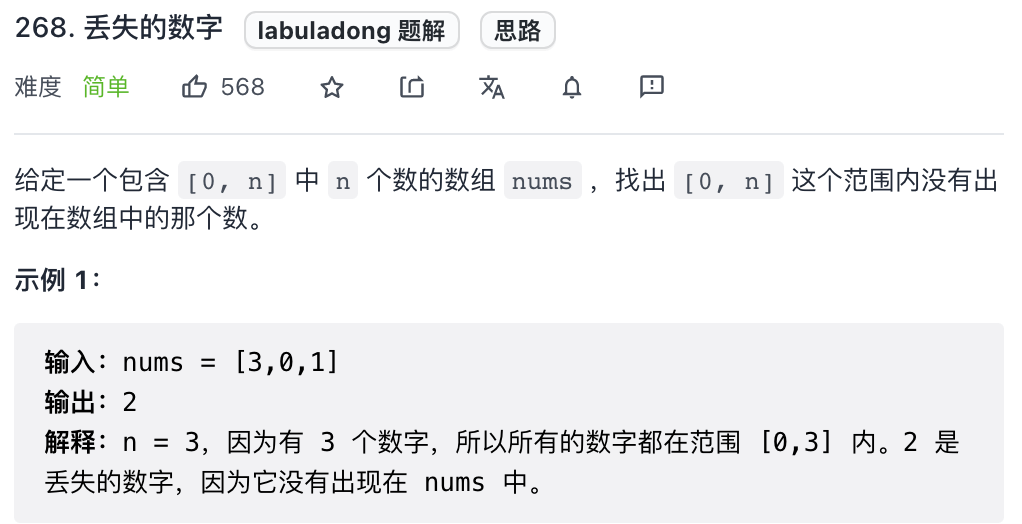 268. 丢失的数字 labuladong 题解 思路
难度 简单 568
给定一个包含 [0, n] 中 n 个数的数组 nums ，找出 [0, n] 这个范围内没有出
现在数组中的那个数。
示例 1：
输入：nums = [3,0,1]
输出：2
解释：n = 3，因为有 3 个数字，所以所有的数字都在范围 [0,3] 内。2 是
丢失的数字，因为它没有出现在 nums 中。